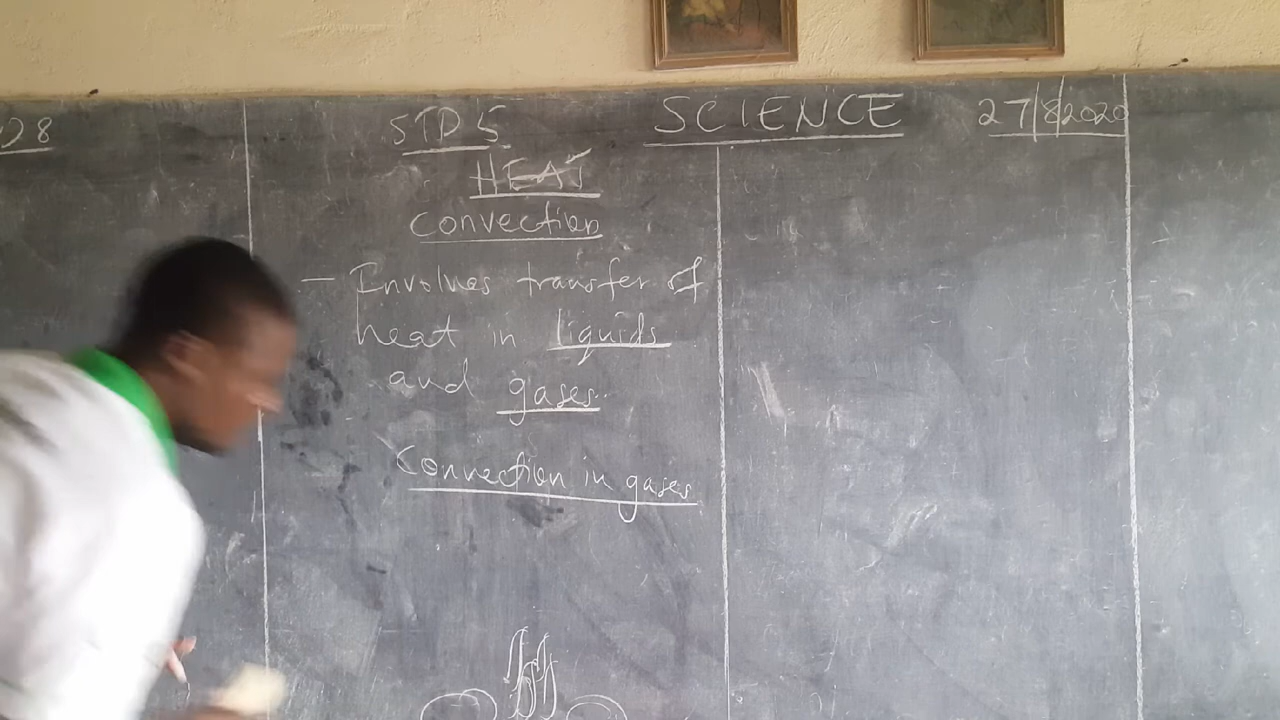 28
STD 5
SCIENCE
27/8/2020
HEAT
Convection
- Involves transfer of
heat in liquids
and gases.
Convection in gases